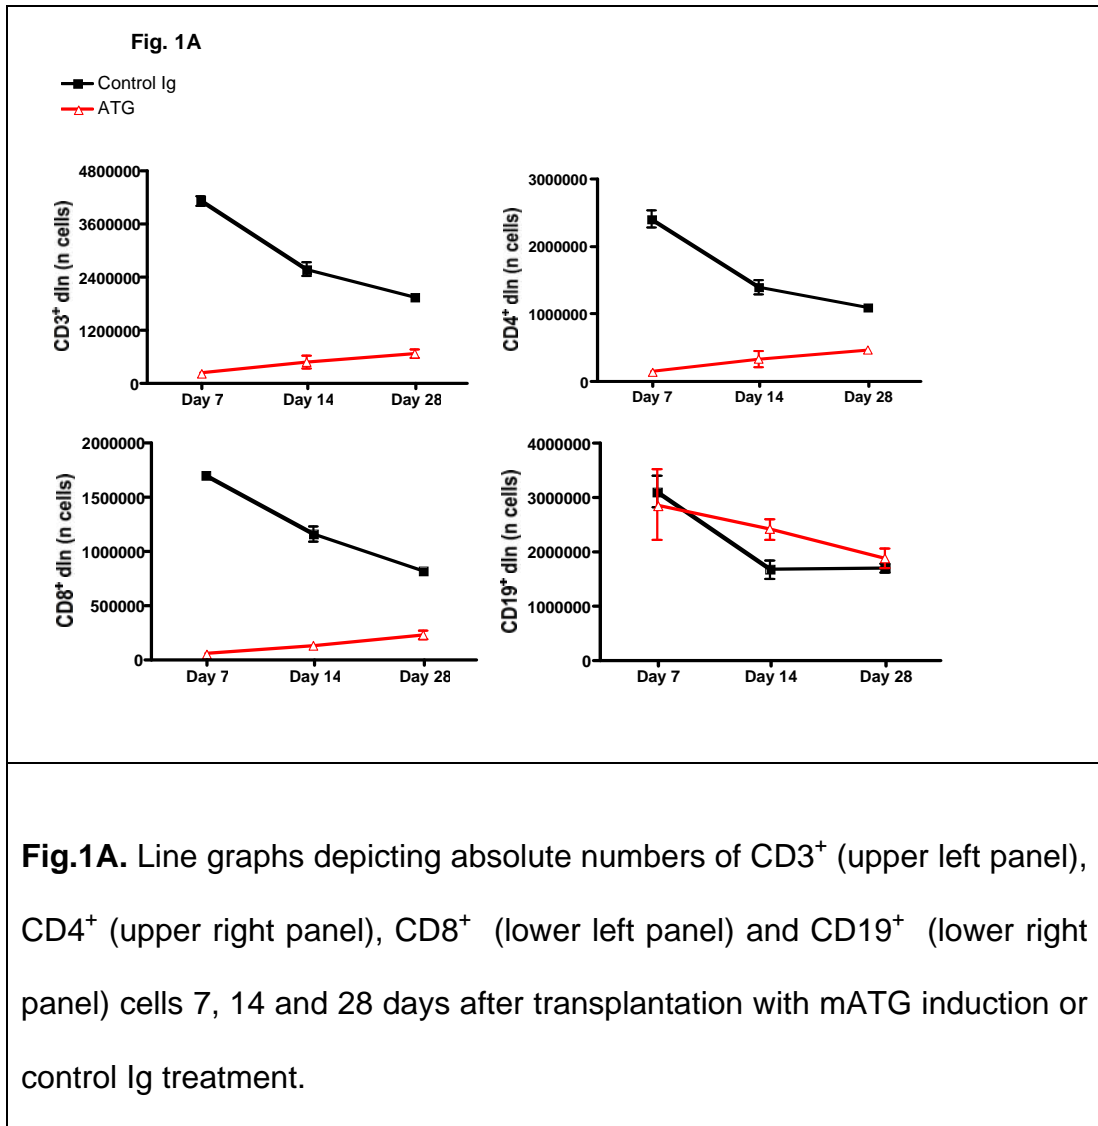 Fig. 1A
Control Ig
ATG
4800000
3600000
2400000
1200000
0
CD3+ dln (n cells)
Day 7 Day 14 Day 28
3000000
2000000
1000000
0
CD4+ dln (n cells)
Day 7 Day 14 Day 28
2000000
1500000
1000000
500000
0
CD8+ dln (n cells)
Day 7 Day 14 Day 28
4000000
3000000
2000000
1000000
0
CD19+ dln (n cells)
Day 7 Day 14 Day 28
Fig.1A. Line graphs depicting absolute numbers of CD3+ (upper left panel),
CD4+ (upper right panel), CD8+ (lower left panel) and CD19+ (lower right
panel) cells 7, 14 and 28 days after transplantation with mATG induction or
control Ig treatment.